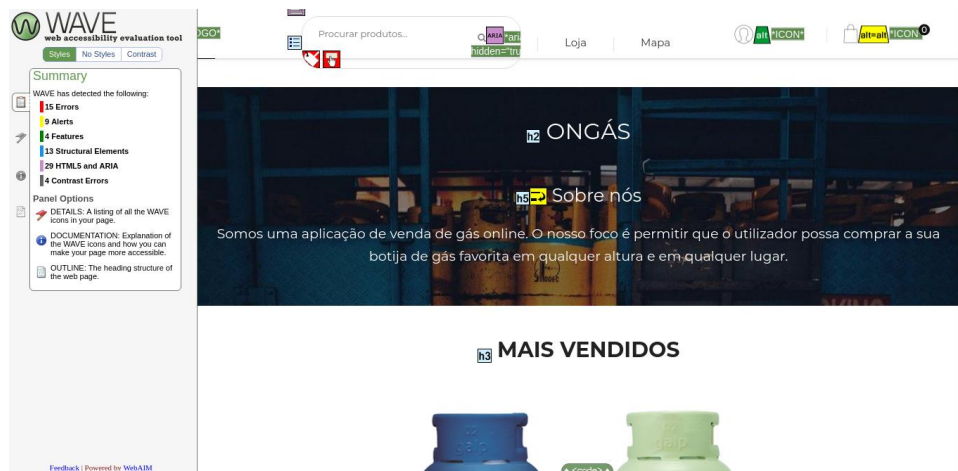 WAVE
web accessibility evaluation tool
Styles No Styles Contrast
Summary
WAVE has detected the following:
15 Errors
9 Alerts
4 Features
13 Structural Elements
29 HTML5 and ARIA
4 Contrast Errors
Panel Options
DETAILS: A listing of all the WAVE
icons in your page.
DOCUMENTATION: Explanation of
the WAVE icons and how you can
make your page more accessible.
OUTLINE: The heading structure of
the web page.
Feedback | Powered by WebAIM
OGO*
Procurar produtos...
ARIA *ari
hidden="tru
Loja
Mapa
alt *ICON*
alt=alt *ICON
0
h2 ONGÁS
h5 Sobre nós
Somos uma aplicação de venda de gás online. O nosso foco é permitir que o utilizador possa comprar a sua
botija de gás favorita em qualquer altura e em qualquer lugar.
h3 MAIS VENDIDOS